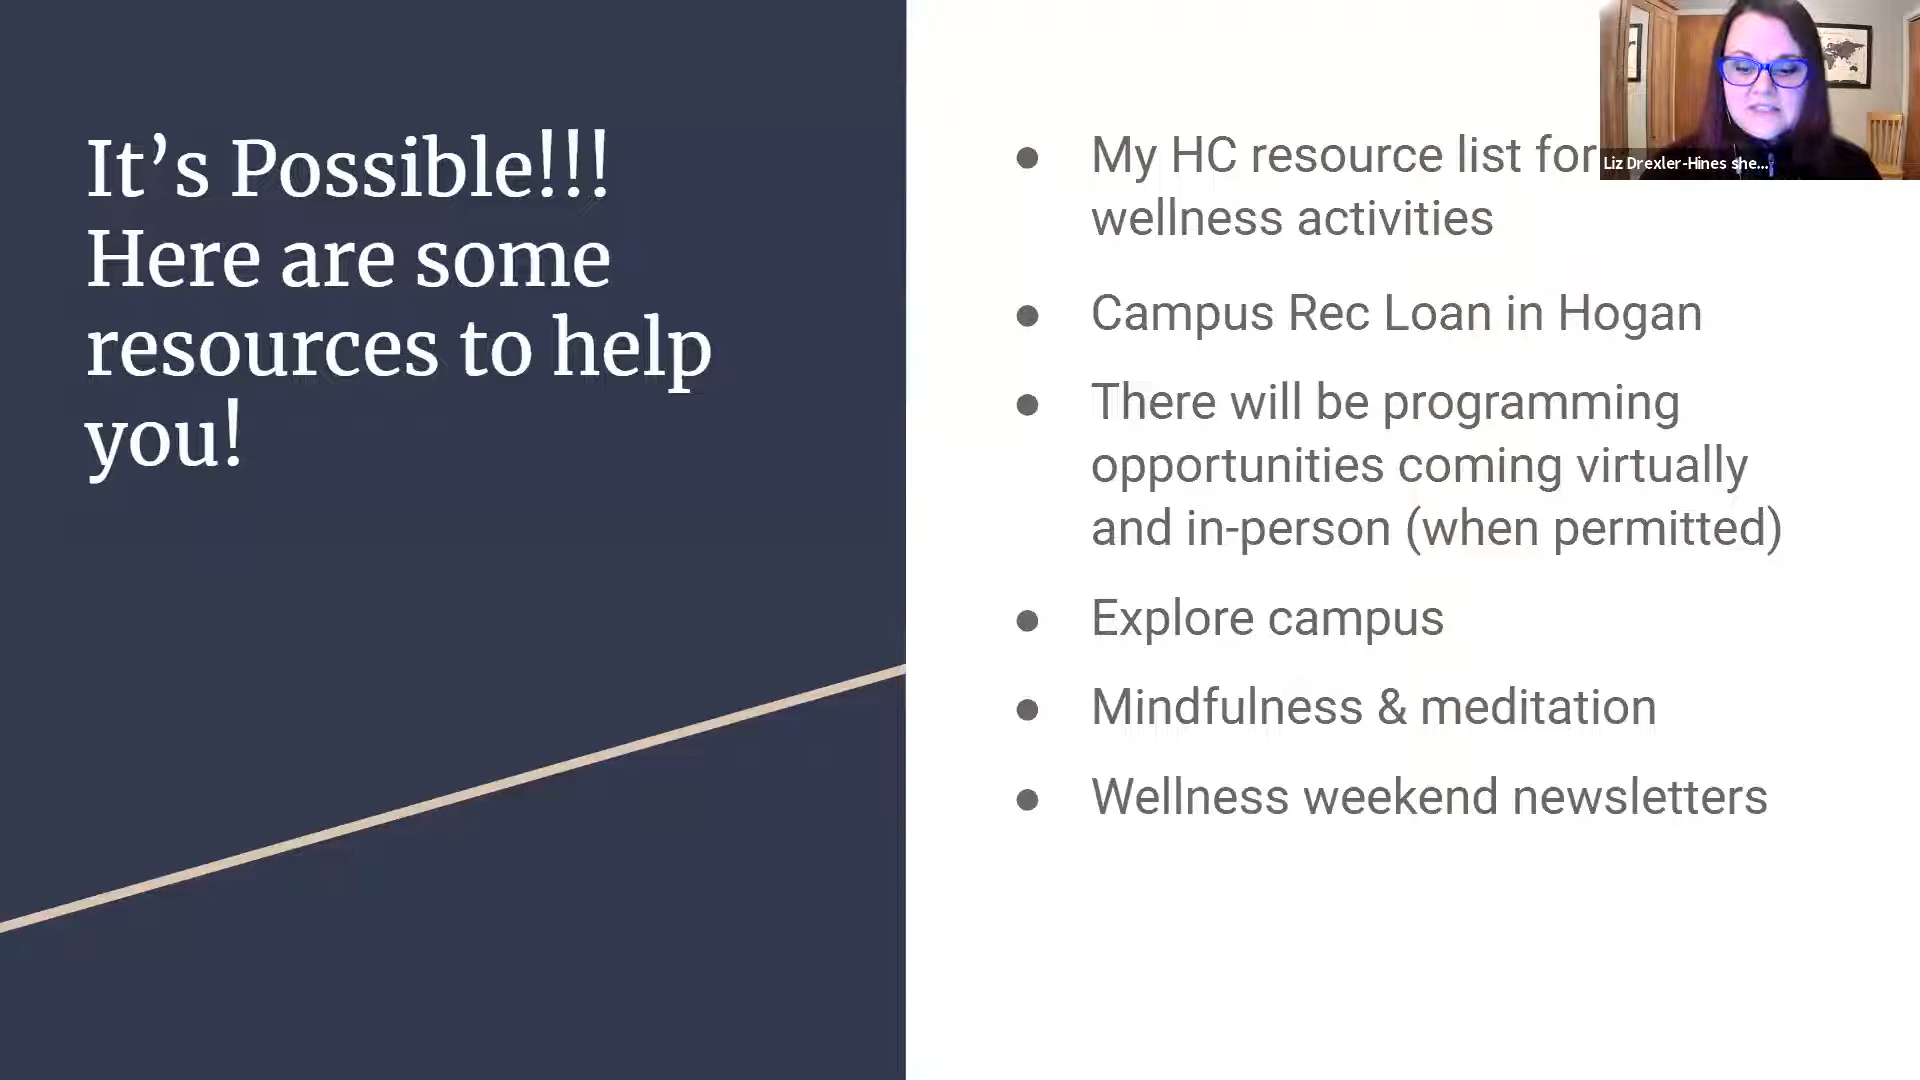 It’s Possible!!!
Here are some
resources to help
you!
● My HC resource list for
wellness activities
● Campus Rec Loan in Hogan
● There will be programming
opportunities coming virtually
and in-person (when permitted)
● Explore campus
● Mindfulness & meditation
● Wellness weekend newsletters
Liz Drexler-Hines she...